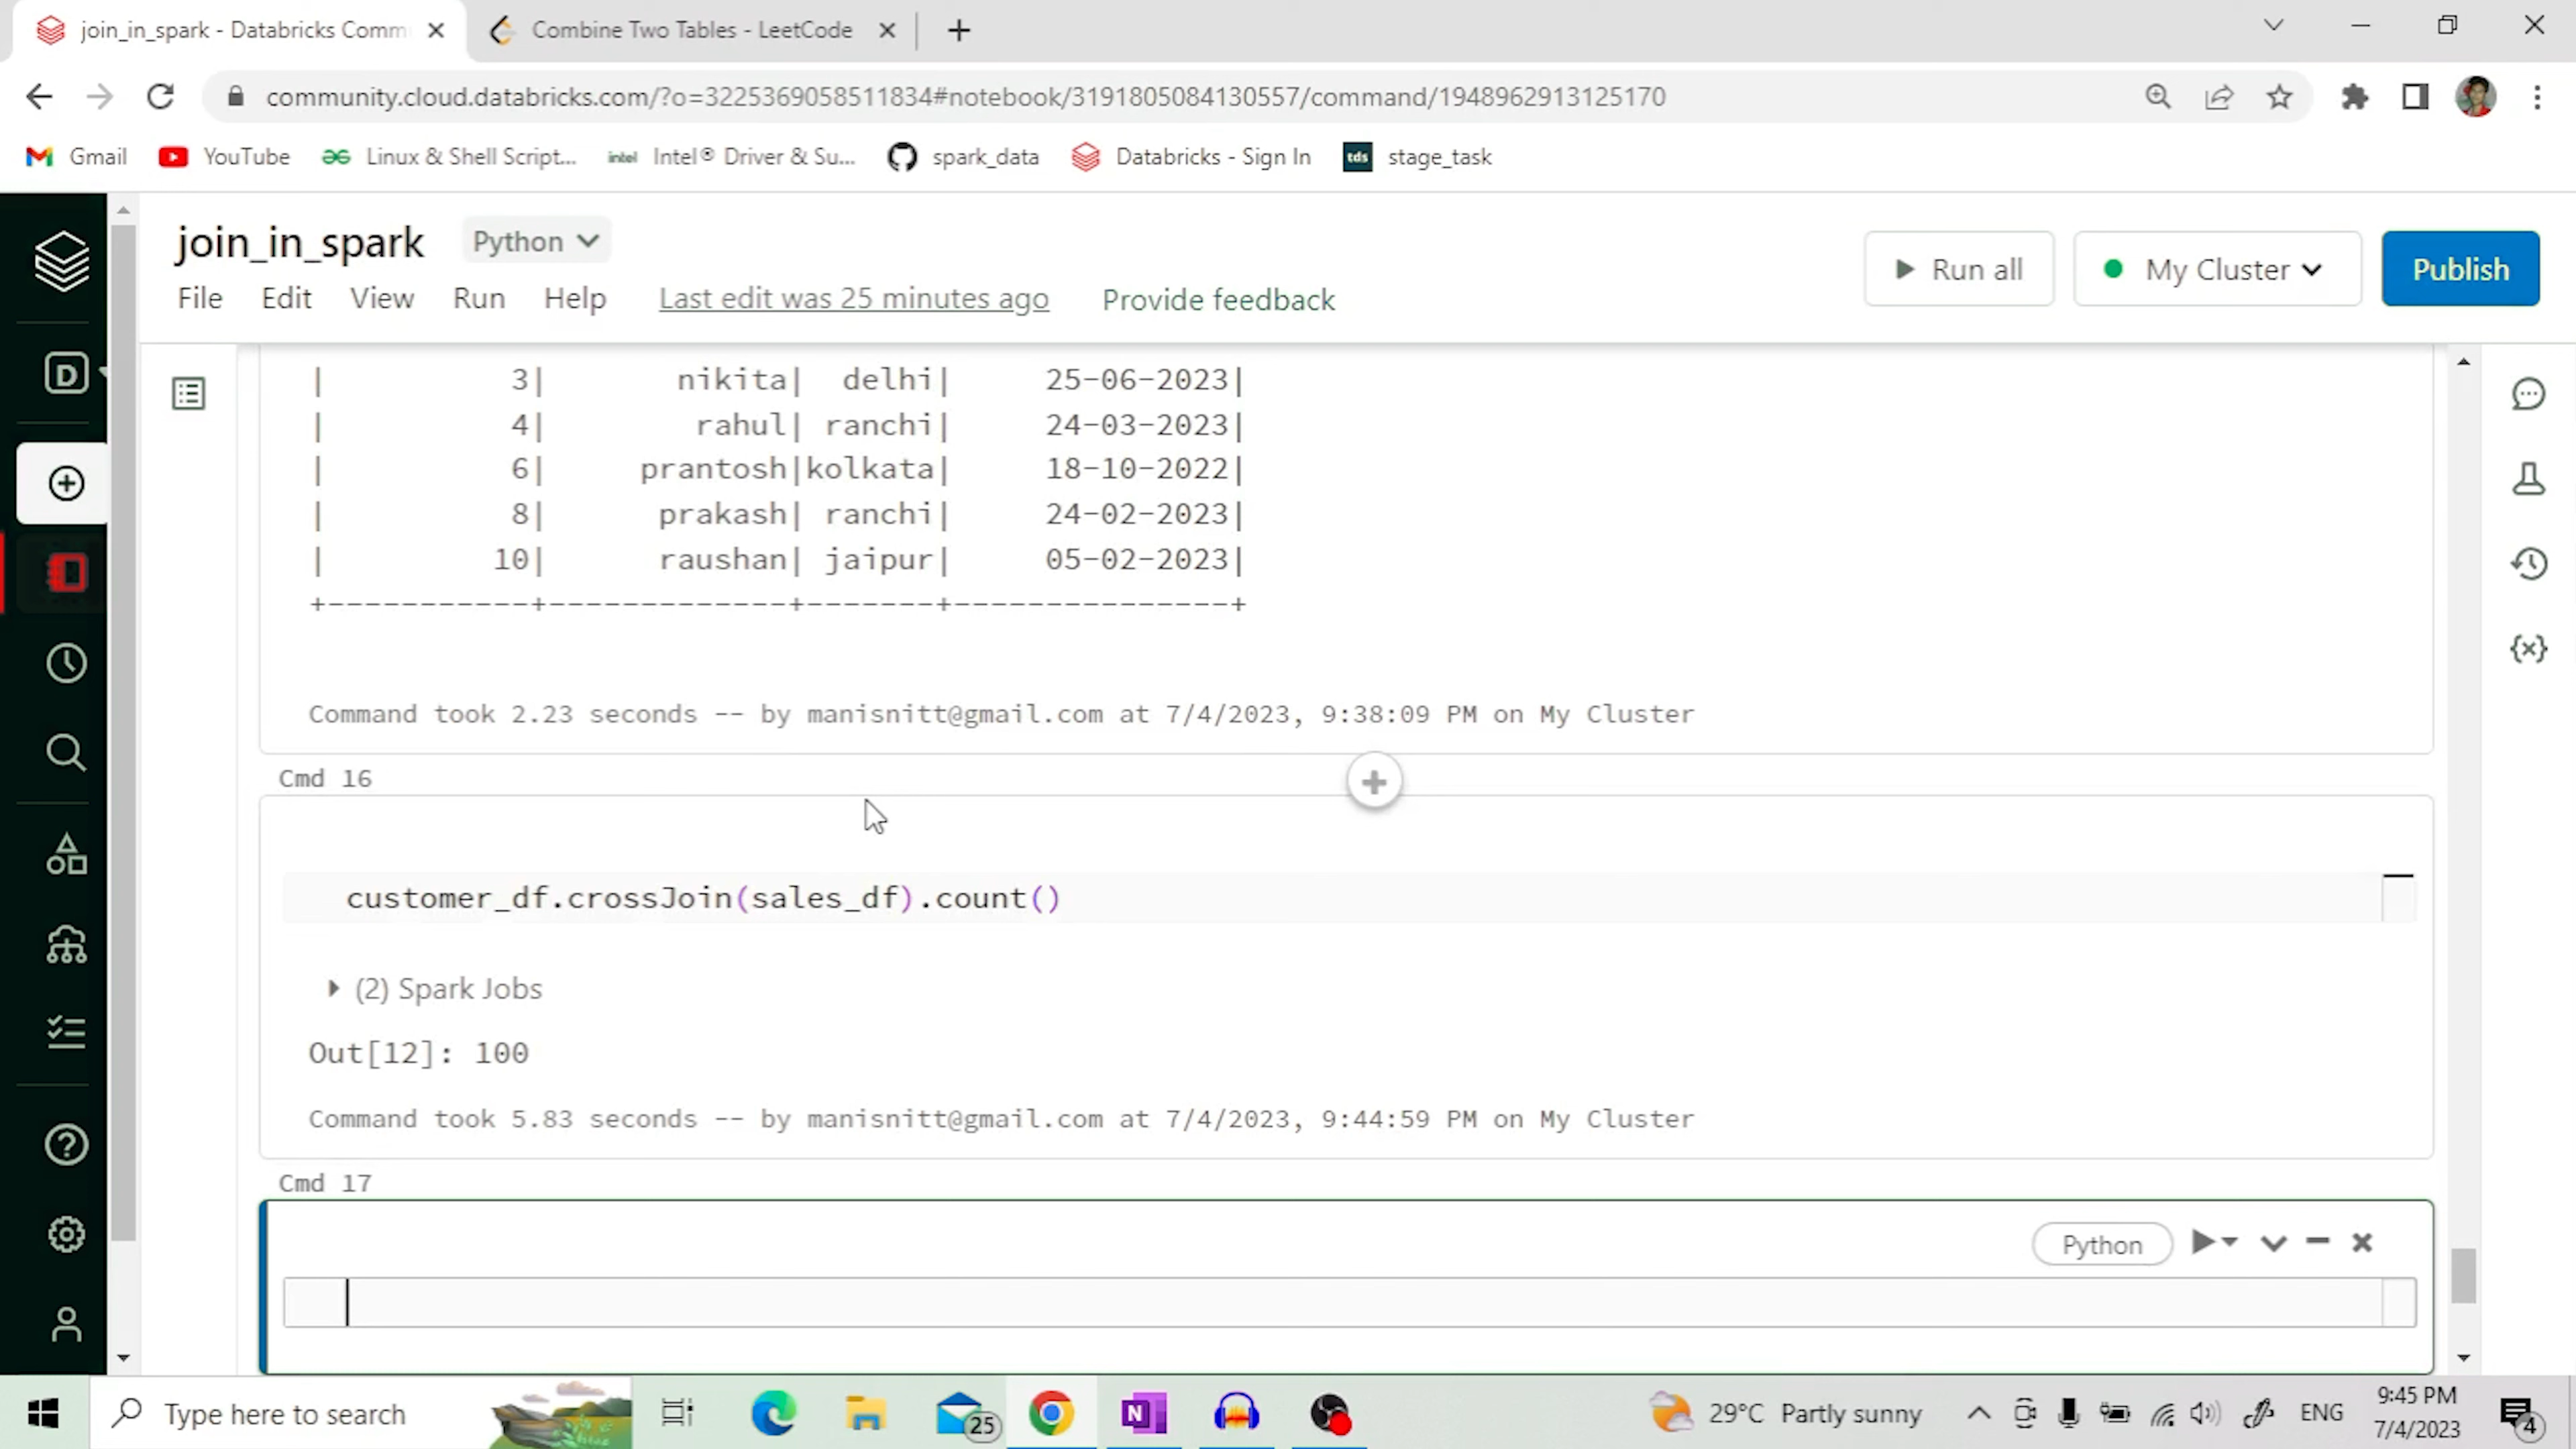 join_in_spark - Databricks Comm
Combine Two Tables - LeetCode
community.cloud.databricks.com/?o=3225369058511834#notebook/3191805084130557/command/1948962913125170
Gmail
YouTube
Linux & Shell Script...
intel
Intel® Driver & Su...
spark_data
Databricks - Sign In
tds
stage_task
join_in_spark
Python
Run all
My Cluster
Publish
File
Edit
View
Run
Help
Last edit was 25 minutes ago
Provide feedback
D
| 3| nikita| delhi| 25-06-2023|
| 4| rahul| ranchi| 24-03-2023|
| 6| prantosh|kolkata| 18-10-2022|
| 8| prakash| ranchi| 24-02-2023|
| 10| raushan| jaipur| 05-02-2023|
+-----------+-------------+-------+---------------+
Command took 2.23 seconds -- by manisnitt@gmail.com at 7/4/2023, 9:38:09 PM on My Cluster
Cmd 16
customer_df.crossJoin(sales_df).count()
(2) Spark Jobs
Out[12]: 100
Command took 5.83 seconds -- by manisnitt@gmail.com at 7/4/2023, 9:44:59 PM on My Cluster
Cmd 17
Python
Type here to search
25
N
29°C Partly sunny
ENG
9:45 PM
7/4/2023
4